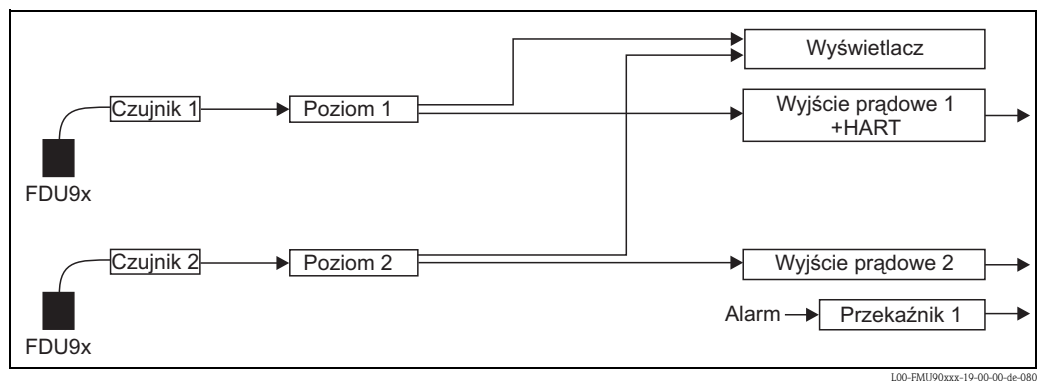 Wyświetlacz
Czujnik 1
Poziom 1
Wyjście prądowe 1
+HART
FDU9x
Czujnik 2
Poziom 2
Wyjście prądowe 2
Alarm
Przekaźnik 1
FDU9x
L00-FMU90xxx-19-00-00-de-080